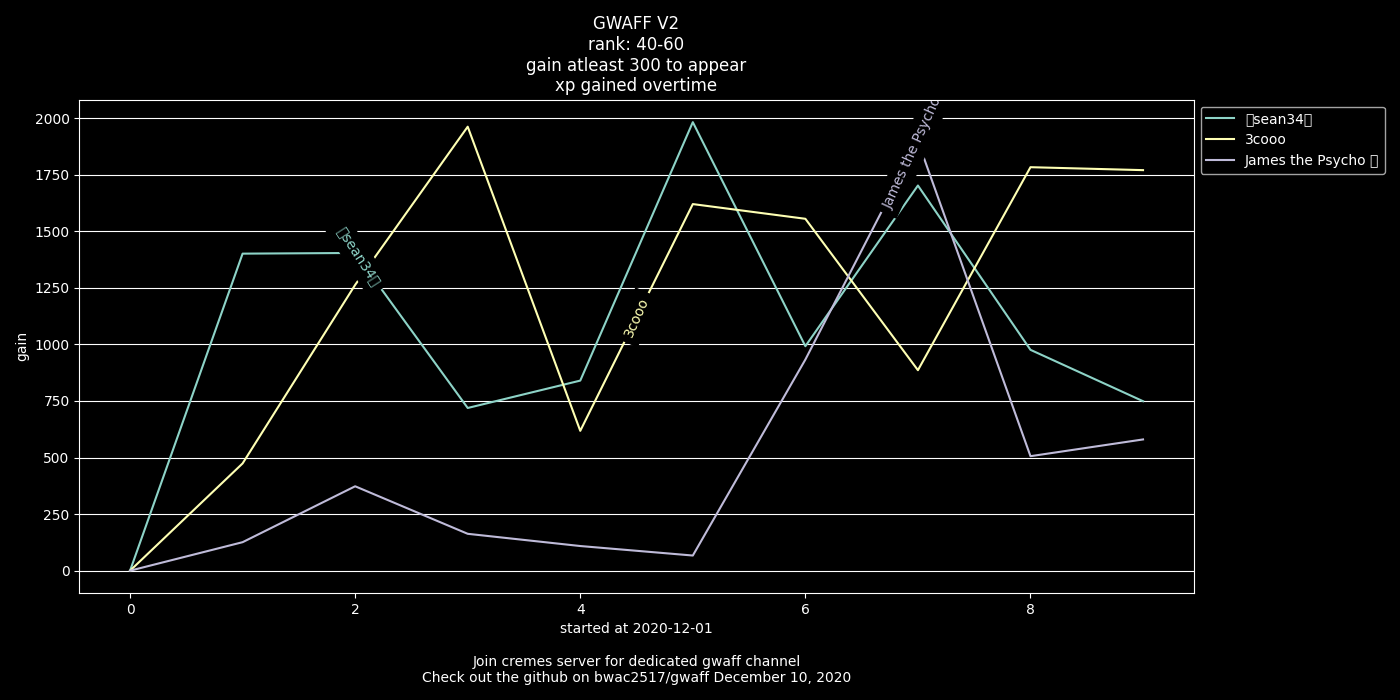 GWAFF V2
rank: 40-60
gain atleast 300 to appear
xp gained overtime
2000
1750
1500
1250
1000
750
500
250
0
gain
0 2 4 6 8
started at 2020-12-01
sean34
3cooo
James the Psycho
sean34
3cooo
James the Psycho
Join cremes server for dedicated gwaff channel
Check out the github on bwac2517/gwaff December 10, 2020